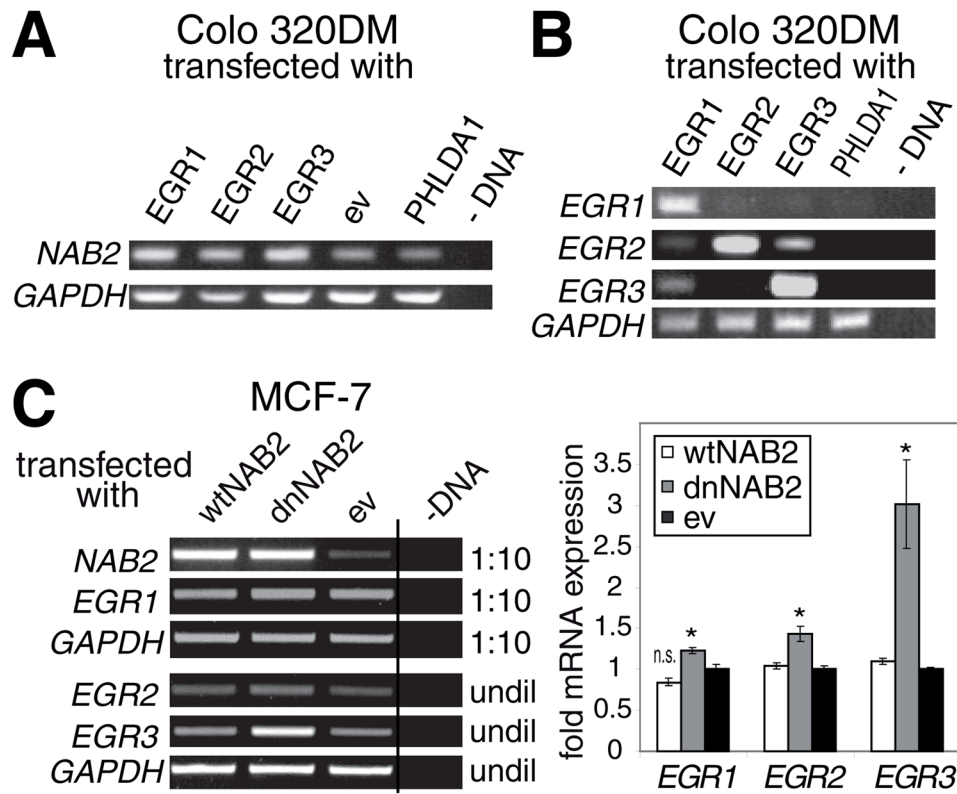 A
Colo 320DM
transfected with
EGR1 EGR2 EGR3 ev PHLDA1 - DNA
NAB2
GAPDH
B
Colo 320DM
transfected with
EGR1 EGR2 EGR3 PHLDA1 - DNA
EGR1
EGR2
EGR3
GAPDH
C
MCF-7
transfected
with
wtNAB2 dnNAB2 ev -DNA
NAB2 1:10
EGR1 1:10
GAPDH 1:10
EGR2 undil
EGR3 undil
GAPDH undil
fold mRNA expression
3.5
3
2.5
2
1.5
1
0.5
0
wtNAB2
dnNAB2
ev
n.s. * * *
EGR1 EGR2 EGR3